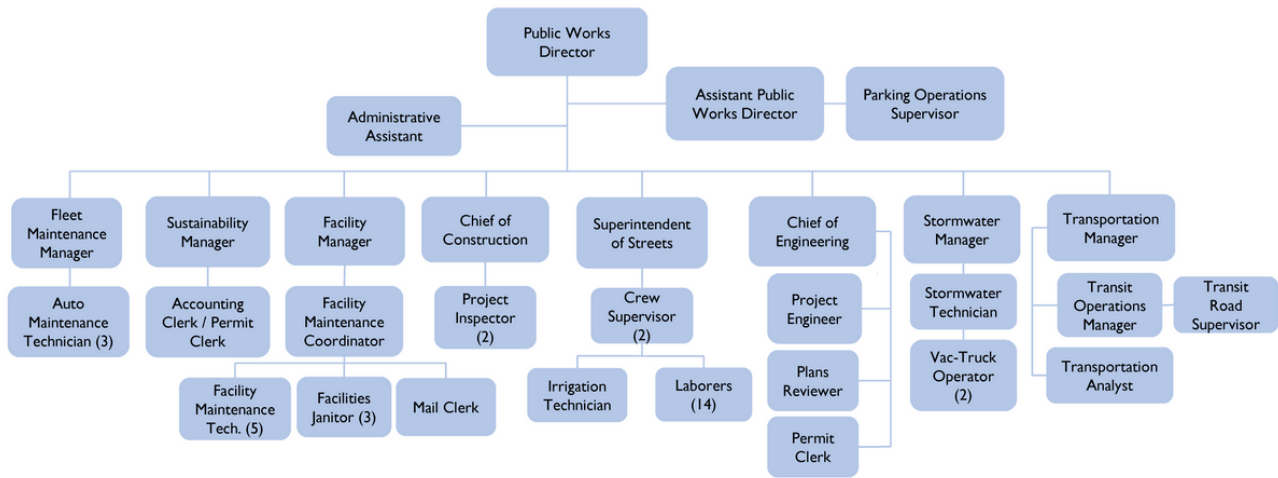 Public Works
Director
Assistant Public
Works Director
Parking Operations
Supervisor
Administrative
Assistant
Fleet
Maintenance
Manager
Sustainability
Manager
Facility
Manager
Chief of
Construction
Superintendent
of Streets
Chief of
Engineering
Stormwater
Manager
Transportation
Manager
Auto
Maintenance
Technician (3)
Accounting
Clerk / Permit
Clerk
Facility
Maintenance
Coordinator
Project
Inspector
(2)
Crew
Supervisor
(2)
Project
Engineer
Stormwater
Technician
Transit
Operations
Manager
Transit
Road
Supervisor
Facility
Maintenance
Tech. (5)
Facilities
Janitor (3)
Mail Clerk
Irrigation
Technician
Laborers
(14)
Plans
Reviewer
Vac-Truck
Operator
(2)
Transportation
Analyst
Permit
Clerk